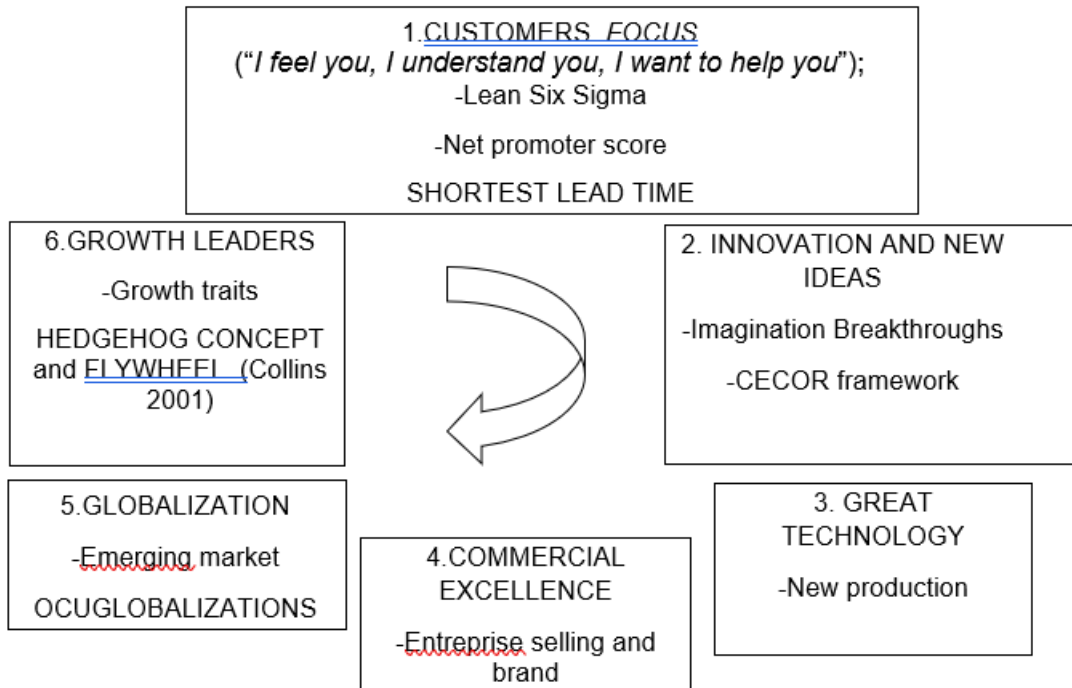 1.CUSTOMERS FOCUS
(“I feel you, I understand you, I want to help you”);
-Lean Six Sigma
-Net promoter score
SHORTEST LEAD TIME
2. INNOVATION AND NEW
IDEAS
-Imagination Breakthroughs
-CECOR framework
3. GREAT
TECHNOLOGY
-New production
4.COMMERCIAL
EXCELLENCE
-Entreprise selling and
brand
5.GLOBALIZATION
-Emerging market
OCUGLOBALIZATIONS
6.GROWTH LEADERS
-Growth traits
HEDGEHOG CONCEPT
and FLYWHEEL (Collins
2001)